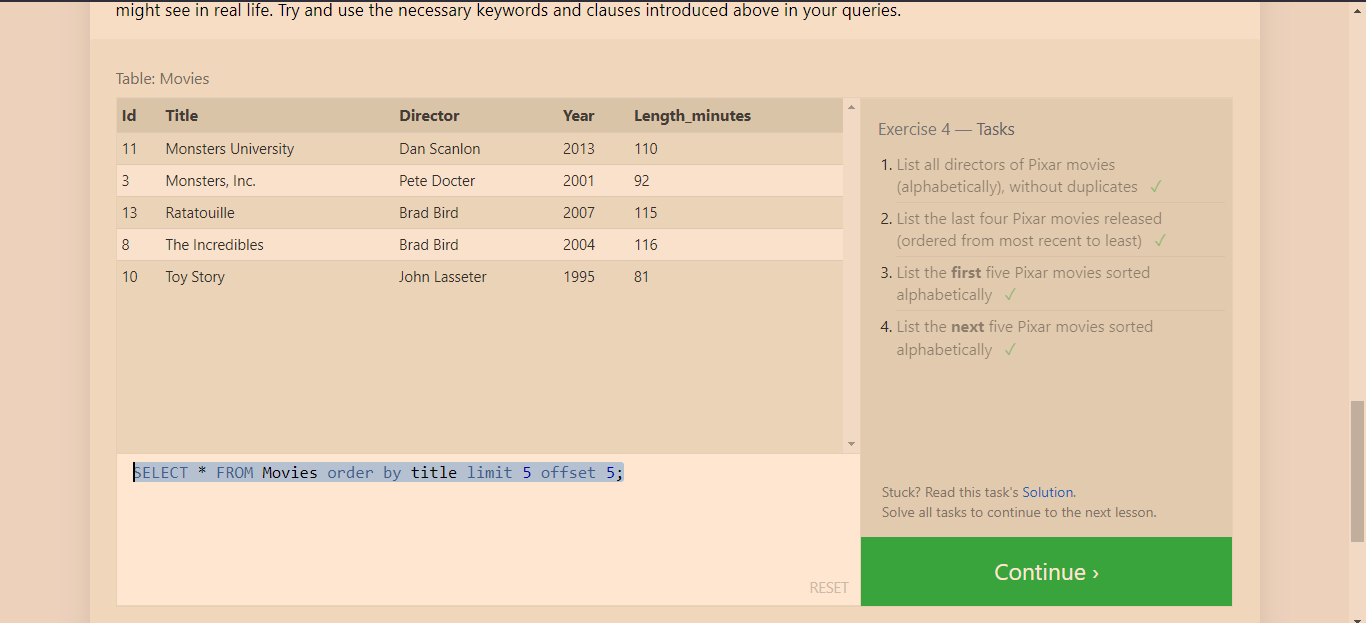 might see in real life. Try and use the necessary keywords and clauses introduced above in your queries.
Table: Movies
Id Title Director Year Length_minutes
11 Monsters University Dan Scanlon 2013 110
3 Monsters, Inc. Pete Docter 2001 92
13 Ratatouille Brad Bird 2007 115
8 The Incredibles Brad Bird 2004 116
10 Toy Story John Lasseter 1995 81
SELECT * FROM Movies order by title limit 5 offset 5;
RESET
Exercise 4 — Tasks
1. List all directors of Pixar movies
(alphabetically), without duplicates ✓
2. List the last four Pixar movies released
(ordered from most recent to least) ✓
3. List the first five Pixar movies sorted
alphabetically ✓
4. List the next five Pixar movies sorted
alphabetically ✓
Stuck? Read this task's Solution.
Solve all tasks to continue to the next lesson.
Continue ›